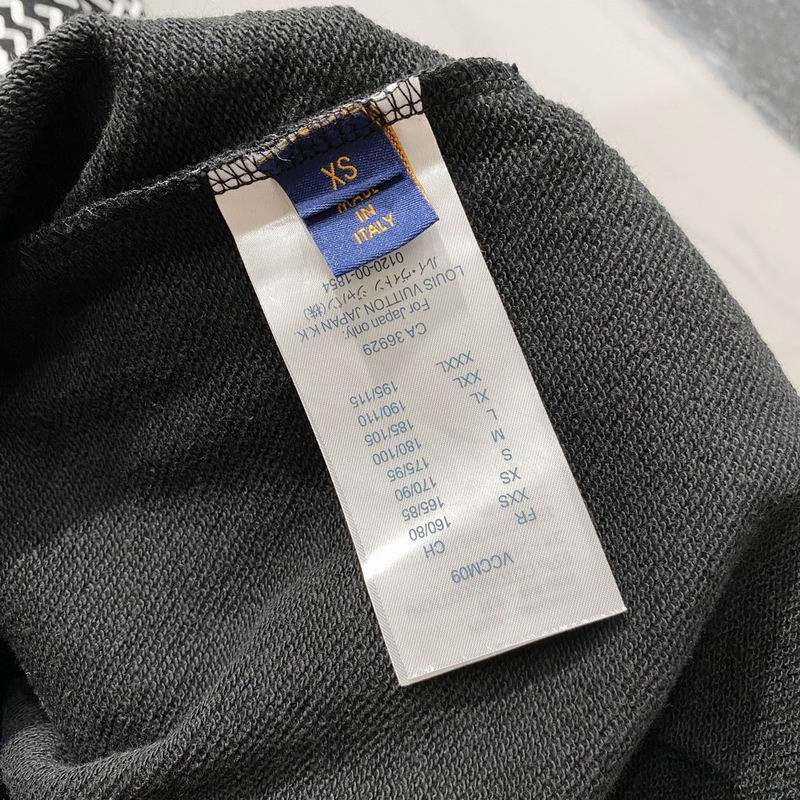 XS
MADE
IN
ITALY
VCCM09
FR CH
XXS 160/80
XS 165/85
S 170/90
M 175/95
L 180/100
XL 185/105
XXL 190/110
XXXL 195/115
CA 36929
For Japan only:
LOUIS VUITTON JAPAN K.K.
ルイ・ヴィトン ジャパン(株)
0120-00-1854